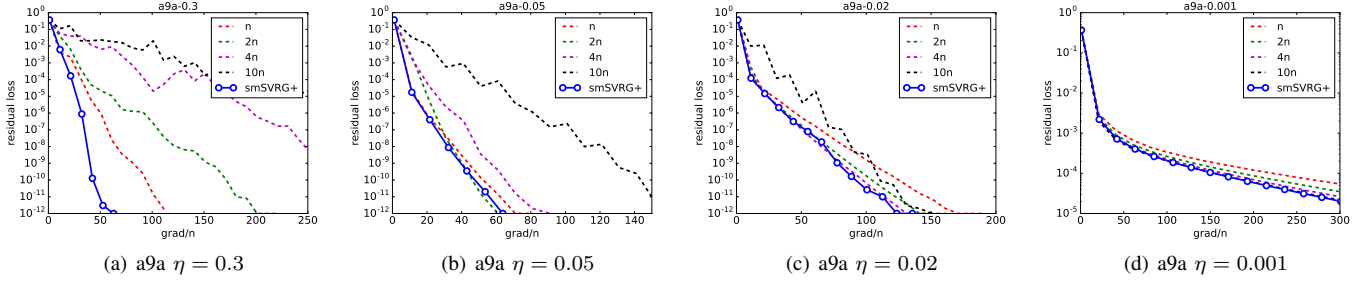 a9a-0.3
10^0
10^-1
10^-2
10^-3
10^-4
10^-5
10^-6
10^-7
10^-8
10^-9
10^-10
10^-11
10^-12
residual loss
n
2n
4n
10n
smSVRG+
0 50 100 150 200 250
grad/n
(a) a9a η = 0.3
a9a-0.05
10^0
10^-1
10^-2
10^-3
10^-4
10^-5
10^-6
10^-7
10^-8
10^-9
10^-10
10^-11
10^-12
residual loss
n
2n
4n
10n
smSVRG+
0 20 40 60 80 100 120 140
grad/n
(b) a9a η = 0.05
a9a-0.02
10^0
10^-1
10^-2
10^-3
10^-4
10^-5
10^-6
10^-7
10^-8
10^-9
10^-10
10^-11
10^-12
residual loss
n
2n
4n
10n
smSVRG+
0 50 100 150 200
grad/n
(c) a9a η = 0.02
a9a-0.001
10^0
10^-1
10^-2
10^-3
10^-4
10^-5
residual loss
n
2n
4n
10n
smSVRG+
0 50 100 150 200 250 300
grad/n
(d) a9a η = 0.001